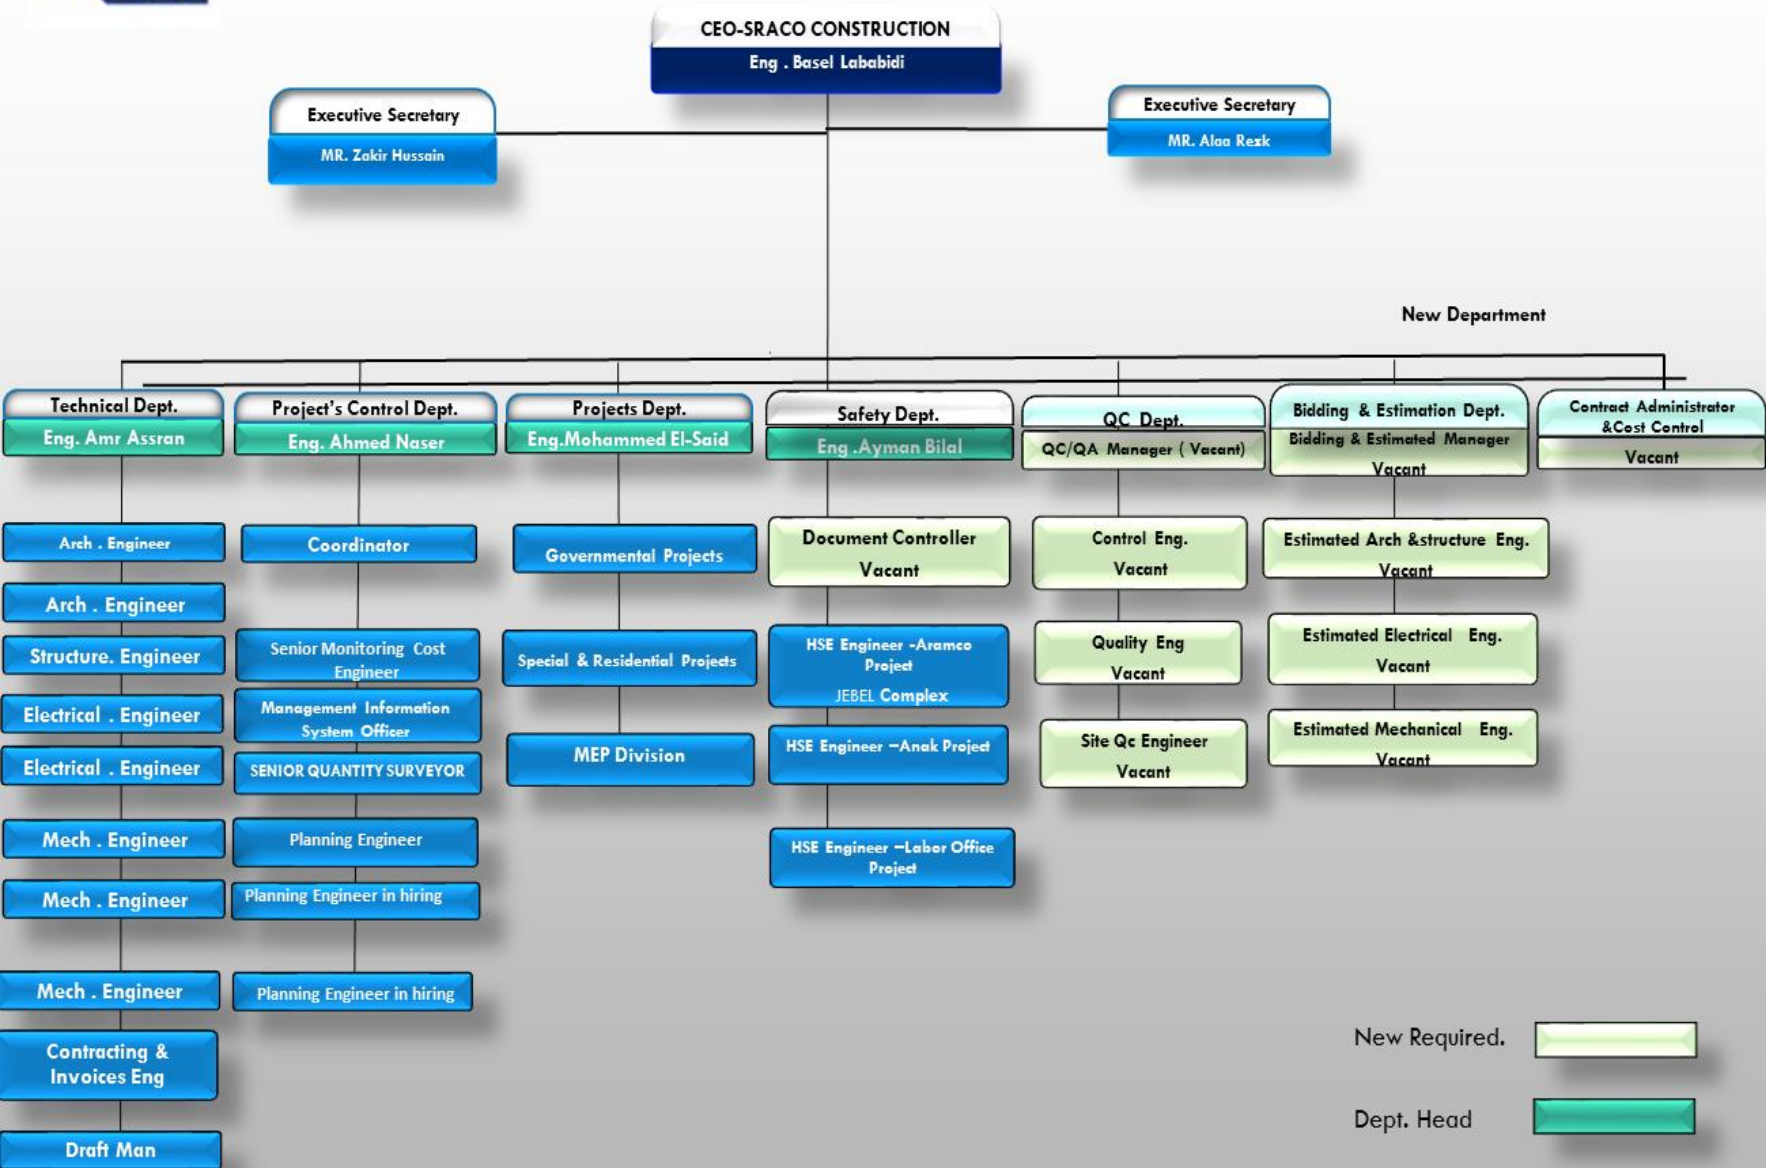 CEO-SRACO CONSTRUCTION
Eng . Basel Lababidi
Executive Secretary
MR. Zakir Hussain
Executive Secretary
MR. Alaa Rezk
New Department
Technical Dept.
Eng. Amr Assran
Arch . Engineer
Arch . Engineer
Structure. Engineer
Electrical . Engineer
Electrical . Engineer
Mech . Engineer
Mech . Engineer
Mech . Engineer
Contracting &
Invoices Eng
Draft Man
Project's Control Dept.
Eng. Ahmed Naser
Coordinator
Senior Monitoring Cost
Engineer
Management Information
System Officer
SENIOR QUANTITY SURVEYOR
Planning Engineer
Planning Engineer in hiring
Planning Engineer in hiring
Projects Dept.
Eng.Mohammed El-Said
Governmental Projects
Special & Residential Projects
MEP Division
Safety Dept.
Eng .Ayman Bilal
Document Controller
Vacant
HSE Engineer -Aramco
Project
JEBEL Complex
HSE Engineer –Anak Project
HSE Engineer –Labor Office
Project
QC Dept.
QC/QA Manager ( Vacant)
Control Eng.
Vacant
Quality Eng
Vacant
Site Qc Engineer
Vacant
Bidding & Estimation Dept.
Bidding & Estimated Manager
Vacant
Estimated Arch &structure Eng.
Vacant
Estimated Electrical Eng.
Vacant
Estimated Mechanical Eng.
Vacant
Contract Administrator
&Cost Control
Vacant
New Required.
Dept. Head